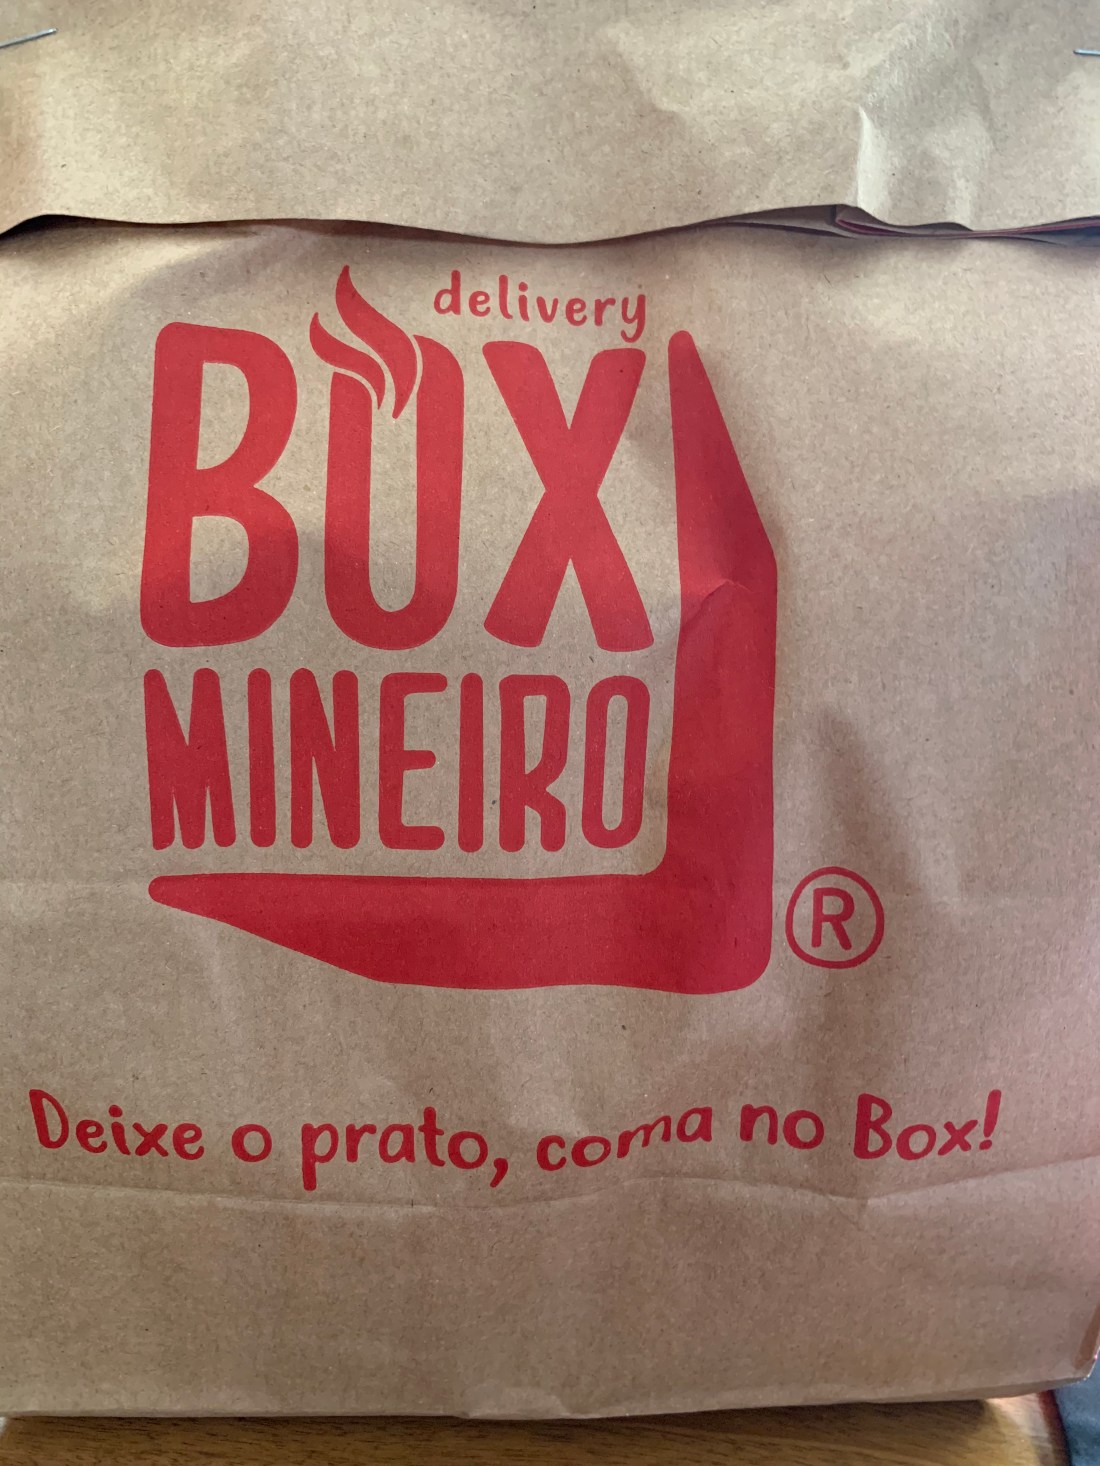 delivery
BOX
MINEIRO
®
Deixe o prato, coma no Box!